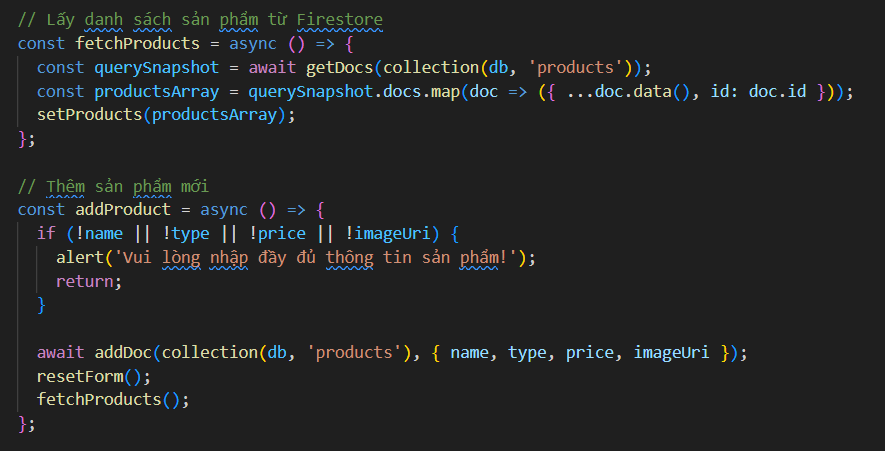 // Lấy danh sách sản phẩm từ Firestore
const fetchProducts = async () => {
  const querySnapshot = await getDocs(collection(db, 'products'));
  const productsArray = querySnapshot.docs.map(doc => ({ ...doc.data(), id: doc.id }));
  setProducts(productsArray);
};

// Thêm sản phẩm mới
const addProduct = async () => {
  if (!name || !type || !price || !imageUri) {
    alert('Vui lòng nhập đầy đủ thông tin sản phẩm!');
    return;
  }

  await addDoc(collection(db, 'products'), { name, type, price, imageUri });
  resetForm();
  fetchProducts();
};